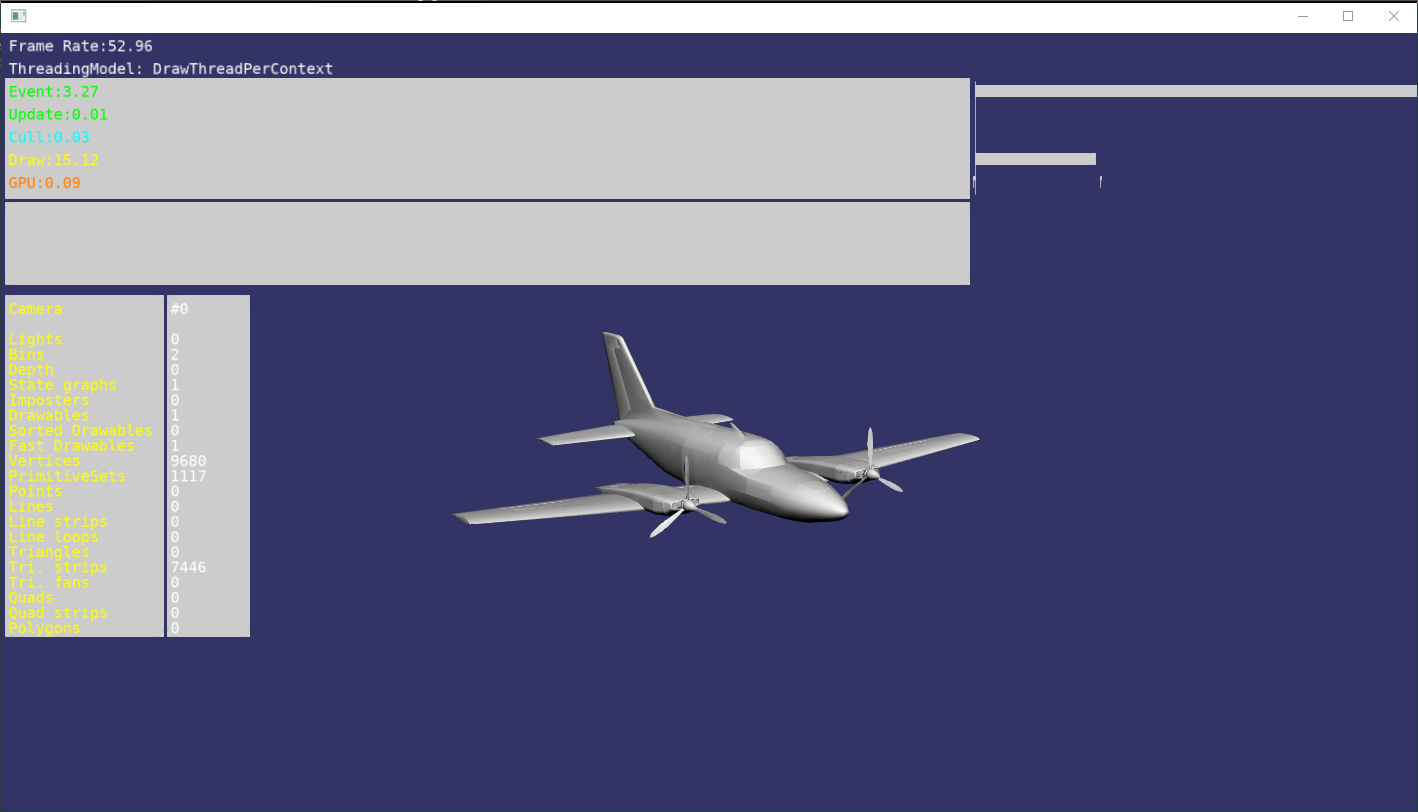 Frame Rate:52.96
ThreadingModel: DrawThreadPerContext
Event:3.27
Update:0.01
Cull:0.03
Draw:15.12
GPU:0.09
Camera #0
Lights 0
Bins 2
Depth 0
State graphs 1
Imposters 0
Drawables 1
Sorted Drawables 0
Fast Drawables 1
Vertices 9680
PrimitiveSets 1117
Points 0
Lines 0
Line strips 0
Line loops 0
Triangles 0
Tri. strips 7446
Tri. fans 0
Quads 0
Quad strips 0
Polygons 0